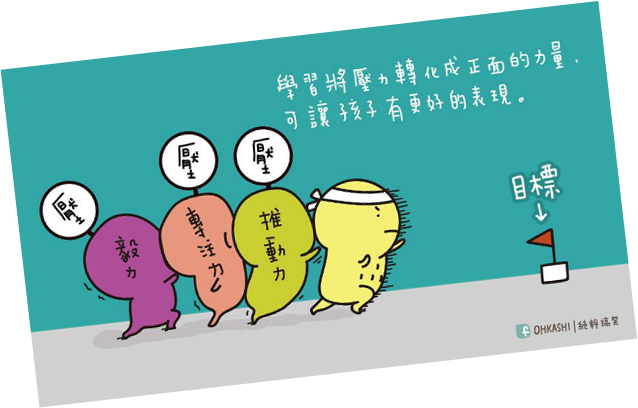 學習將壓力轉化成正面的力量，
可讓孩子有更好的表現。
壓
壓
壓
毅力
專注力
推動力
目標
OHKASHI | 純粹搞笑